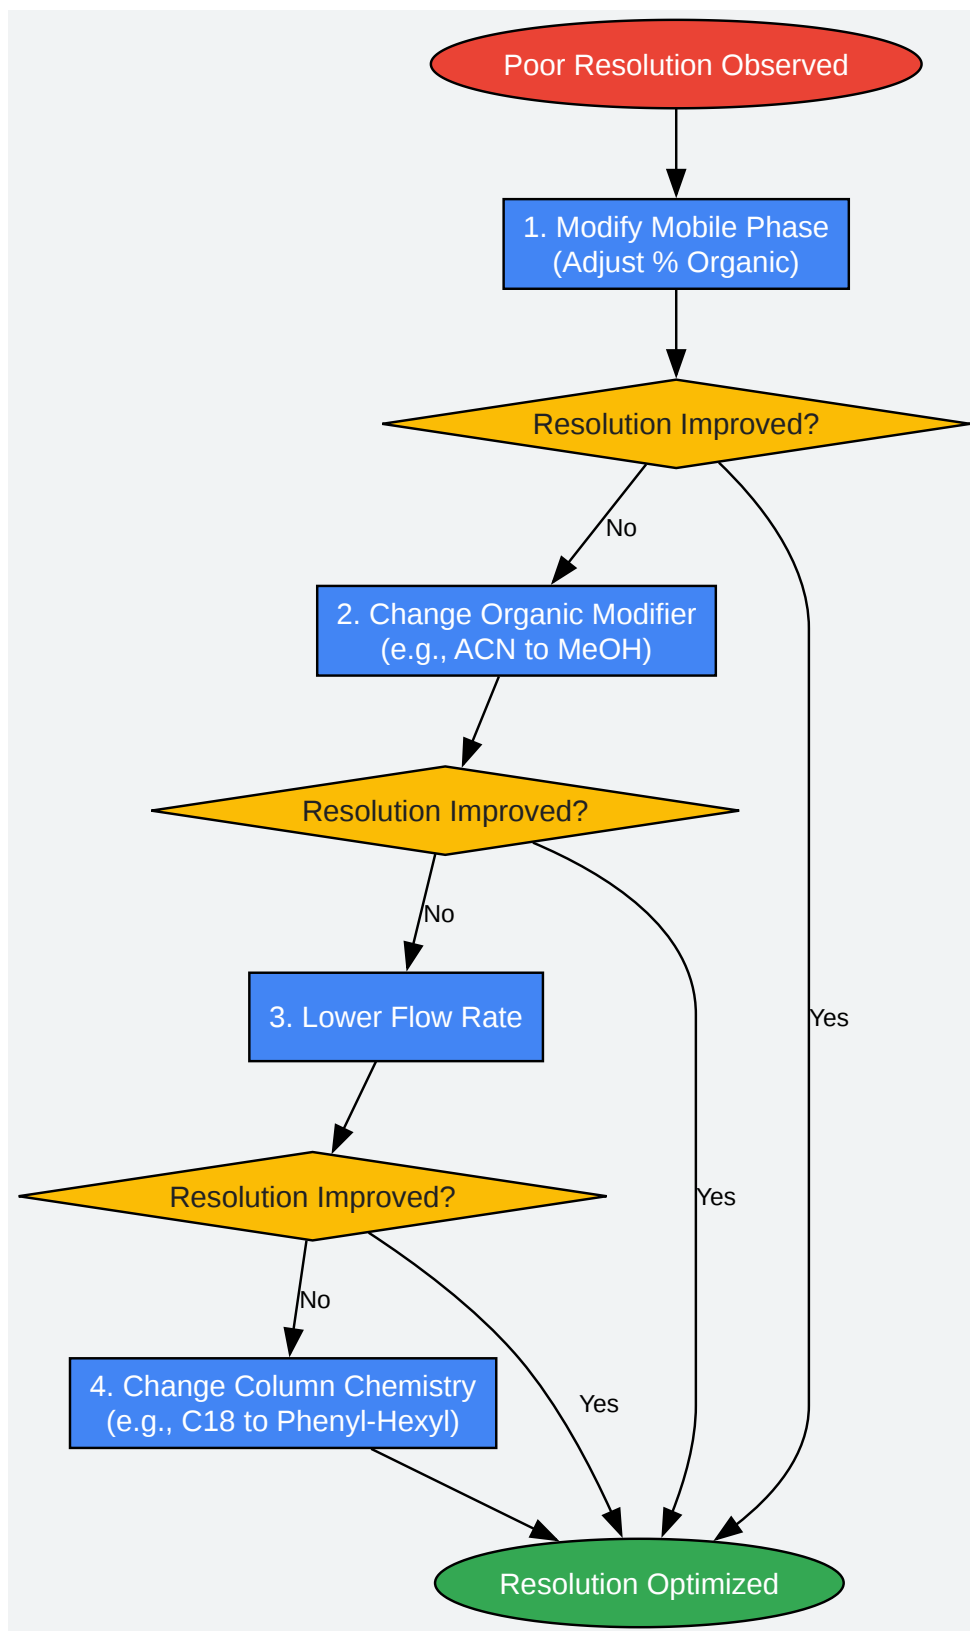 Poor Resolution Observed
1. Modify Mobile Phase
(Adjust % Organic)
Resolution Improved?
No
2. Change Organic Modifier
(e.g., ACN to MeOH)
Resolution Improved?
No
3. Lower Flow Rate
Yes
Resolution Improved?
Yes
No
4. Change Column Chemistry
(e.g., C18 to Phenyl-Hexyl)
Yes
Resolution Optimized